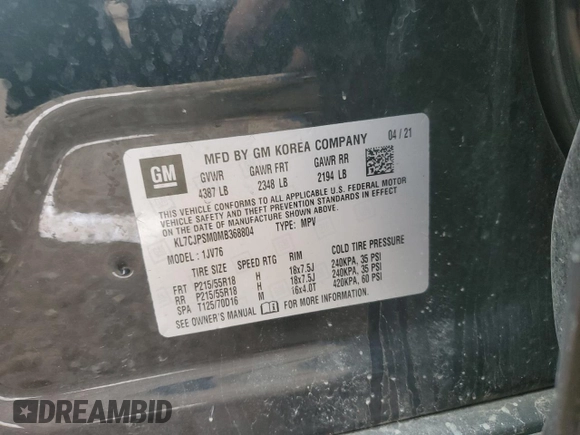 MFD BY GM KOREA COMPANY 04 / 21
GM
GVWR GAWR FRT GAWR RR
4387 LB 2348 LB 2194 LB
THIS VEHICLE CONFORMS TO ALL APPLICABLE U.S. FEDERAL MOTOR
VEHICLE SAFETY AND THEFT PREVENTION STANDARDS IN EFFECT ON
THE DATE OF MANUFACTURE SHOWN ABOVE.
KL7CJPSM0MB368804 TYPE: MPV
MODEL: 1JV76
TIRE SIZE SPEED RTG RIM COLD TIRE PRESSURE
FRT P215/55R18 H 18x7.5J 240KPA, 35 PSI
RR P215/55R18 H 18x7.5J 240KPA, 35 PSI
SPA T125/70D16 M 16x4.0T 420KPA, 60 PSI
SEE OWNER'S MANUAL FOR MORE INFORMATION.
DREAMBID